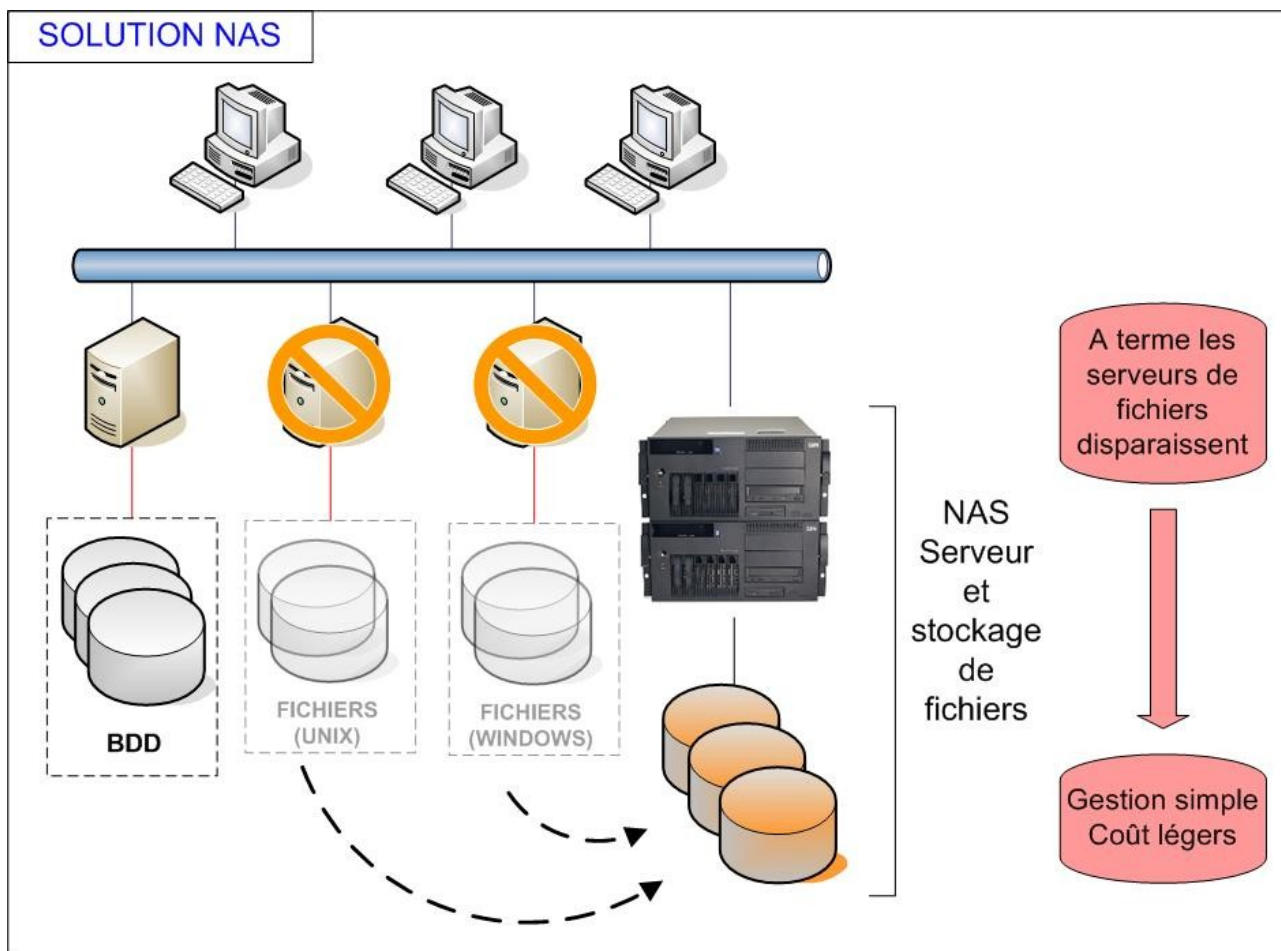 SOLUTION NAS
A terme les
serveurs de
fichiers
disparaissent
NAS
Serveur
et
stockage
de
fichiers
BDD
FICHIERS
(UNIX)
FICHIERS
(WINDOWS)
Gestion simple
Coût légers